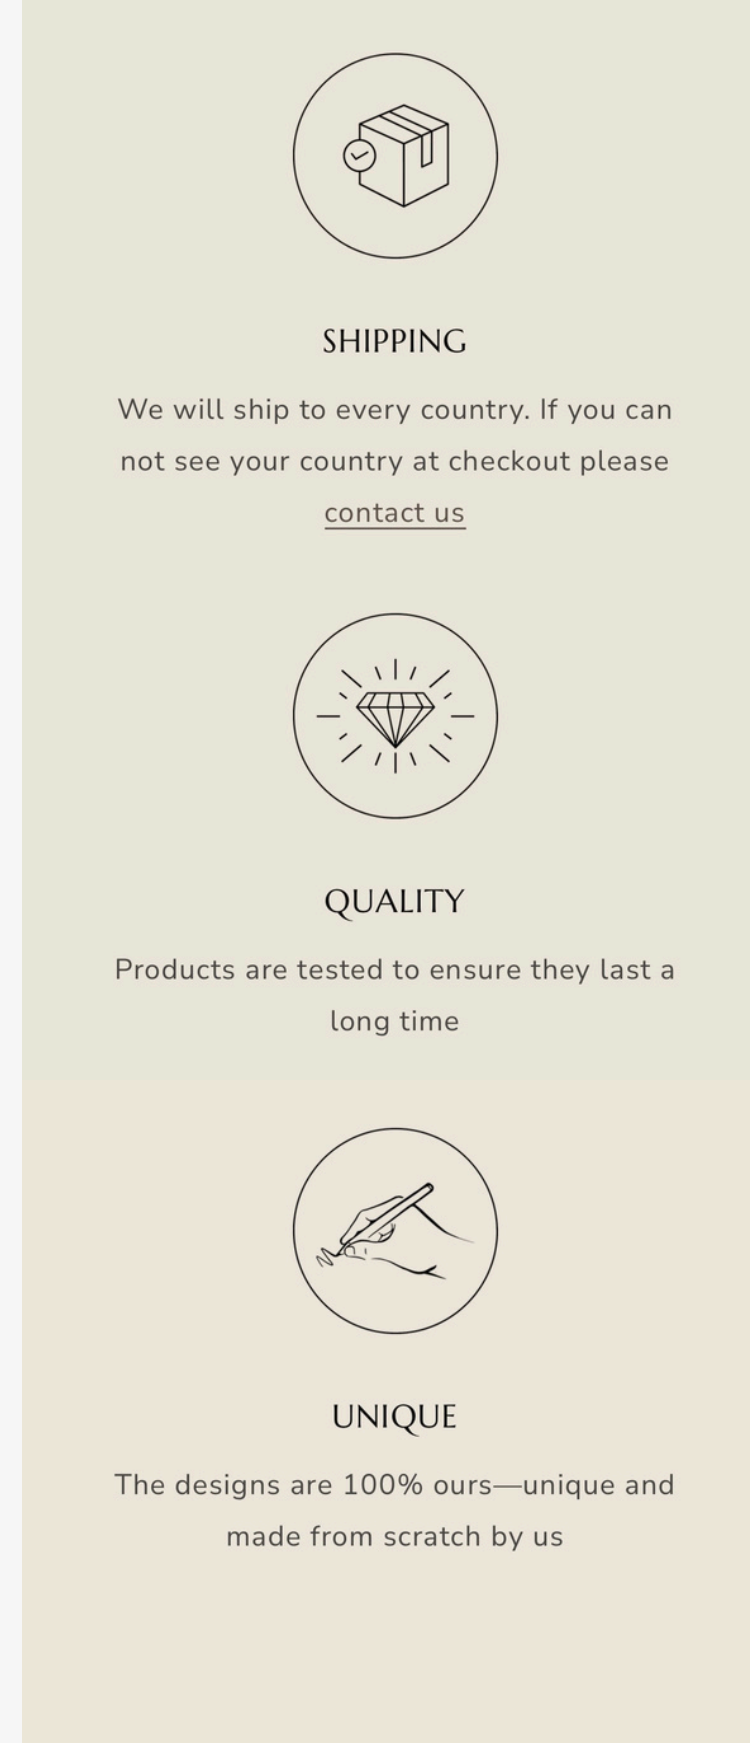 SHIPPING
We will ship to every country. If you can
not see your country at checkout please
contact us
QUALITY
Products are tested to ensure they last a
long time
UNIQUE
The designs are 100% ours—unique and
made from scratch by us